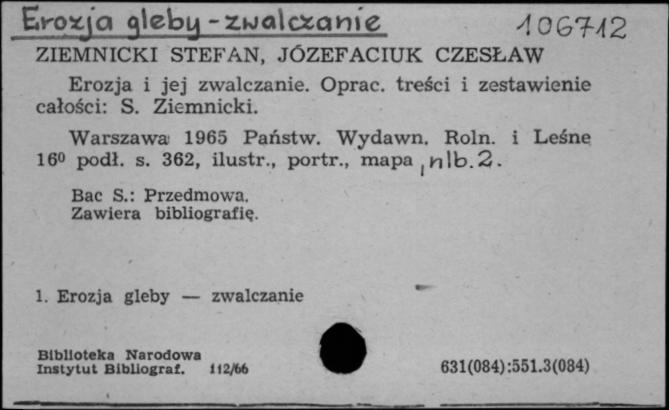 Erozja gleby - zwalczanie 106712
ZIEMNICKI STEFAN, JÓZEFACIUK CZESŁAW
Erozja i jej zwalczanie. Oprac. treści i zestawienie
całości: S. Ziemnicki.
Warszawa 1965 Państw. Wydawn. Roln. i Leśne
16º podł. s. 362, ilustr., portr., mapa, nlb. 2.
Bac S.: Przedmowa.
Zawiera bibliografię.
1. Erozja gleby — zwalczanie
Biblioteka Narodowa
Instytut Bibliograf. 112/66 631(084):551.3(084)